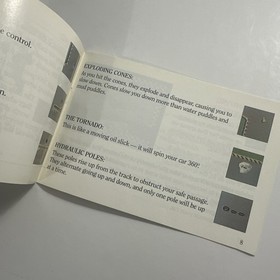 e control.
n.
EXPLODING CONES:
As you hit the cones, they explode and disappear, causing you to
slow down. Cones slow you down more than water puddles and
mud puddles.
THE TORNADO:
This is like a moving oil slick — it will spin your car 360!
HYDRAULIC POLES:
These poles rise up from the track to obstruct your safe passage.
They alternate going up and down, and only one pole will be up
at a time.